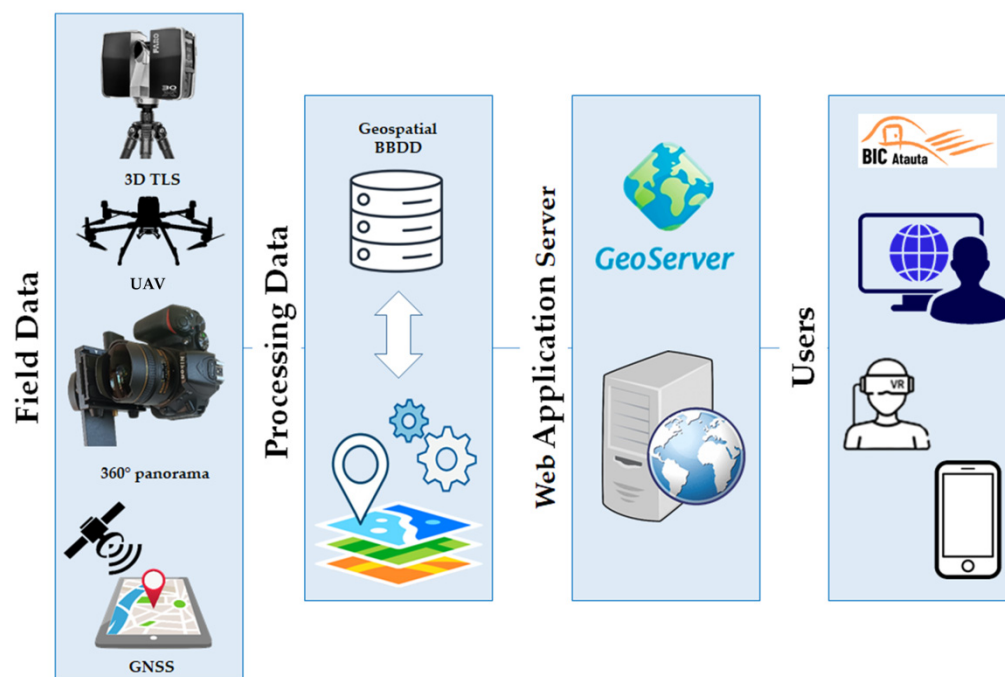 Field Data
3D TLS
UAV
360° panorama
GNSS
Processing Data
Geospatial
BBDD
Web Application Server
GeoServer
Users
BIC Atauta
VR